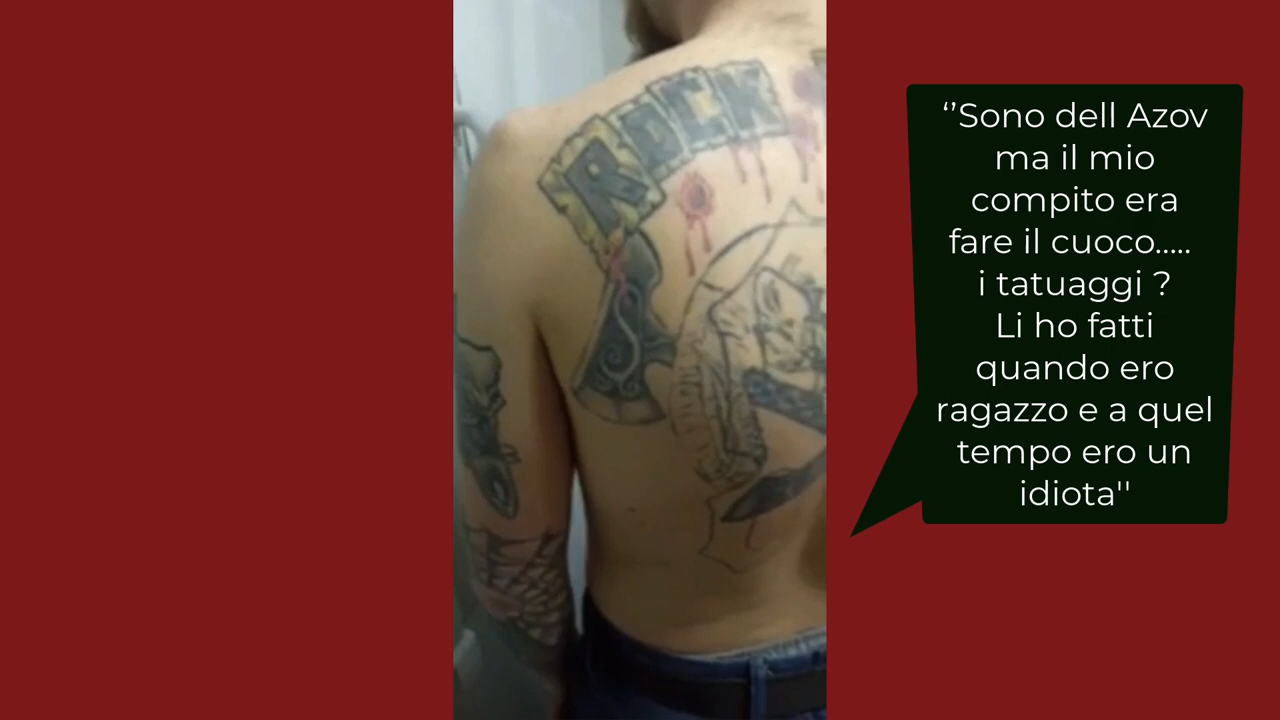 ROCK
‘’Sono dell Azov
ma il mio
compito era
fare il cuoco.....
i tatuaggi ?
Li ho fatti
quando ero
ragazzo e a quel
tempo ero un
idiota''